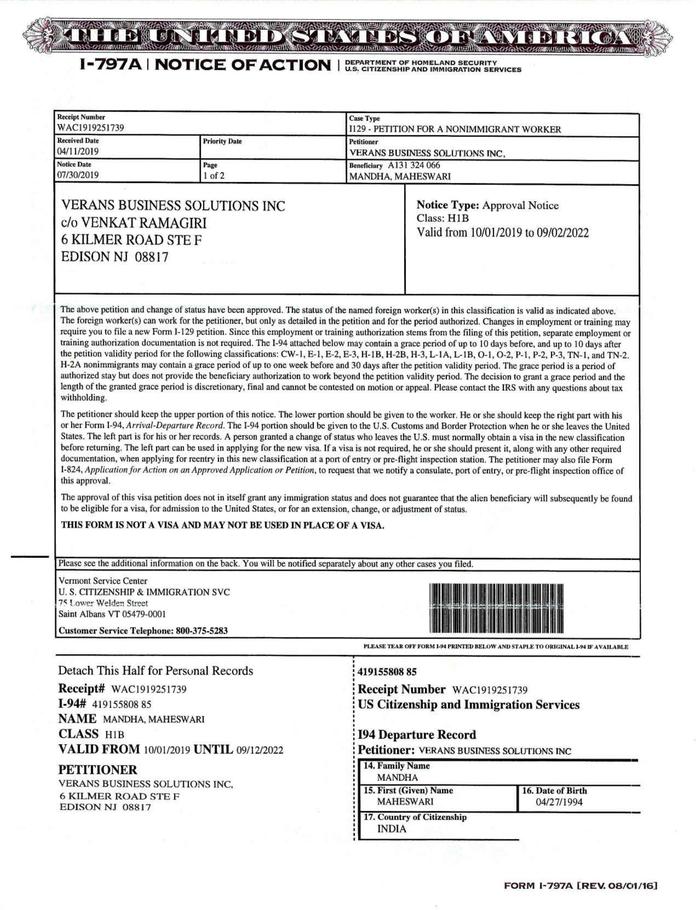 THE UNITED STATES OF AMERICA
I-797A | NOTICE OF ACTION | DEPARTMENT OF HOMELAND SECURITY
U.S. CITIZENSHIP AND IMMIGRATION SERVICES
Receipt Number
WAC1919251739
Case Type
I129 - PETITION FOR A NONIMMIGRANT WORKER
Received Date
04/11/2019
Priority Date
Petitioner
VERANS BUSINESS SOLUTIONS INC,
Notice Date
07/30/2019
Page
1 of 2
Beneficiary A131 324 066
MANDHA, MAHESWARI
VERANS BUSINESS SOLUTIONS INC
c/o VENKAT RAMAGIRI
6 KILMER ROAD STE F
EDISON NJ 08817
Notice Type: Approval Notice
Class: H1B
Valid from 10/01/2019 to 09/02/2022
The above petition and change of status have been approved. The status of the named foreign worker(s) in this classification is valid as indicated above.
The foreign worker(s) can work for the petitioner, but only as detailed in the petition and for the period authorized. Changes in employment or training may
require you to file a new Form I-129 petition. Since this employment or training authorization stems from the filing of this petition, separate employment or
training authorization documentation is not required. The I-94 attached below may contain a grace period of up to 10 days before, and up to 10 days after
the petition validity period for the following classifications: CW-1, E-1, E-2, E-3, H-1B, H-2B, H-3, L-1A, L-1B, O-1, O-2, P-1, P-2, P-3, TN-1, and TN-2.
H-2A nonimmigrants may contain a grace period of up to one week before and 30 days after the petition validity period. The grace period is a period of
authorized stay but does not provide the beneficiary authorization to work beyond the petition validity period. The decision to grant a grace period and the
length of the granted grace period is discretionary, final and cannot be contested on motion or appeal. Please contact the IRS with any questions about tax
withholding.
The petitioner should keep the upper portion of this notice. The lower portion should be given to the worker. He or she should keep the right part with his
or her Form I-94, Arrival-Departure Record. The I-94 portion should be given to the U.S. Customs and Border Protection when he or she leaves the United
States. The left part is for his or her records. A person granted a change of status who leaves the U.S. must normally obtain a visa in the new classification
before returning. The left part can be used in applying for the new visa. If a visa is not required, he or she should present it, along with any other required
documentation, when applying for reentry in this new classification at a port of entry or pre-flight inspection station. The petitioner may also file Form
I-824, Application for Action on an Approved Application or Petition, to request that we notify a consulate, port of entry, or pre-flight inspection office of
this approval.
The approval of this visa petition does not in itself grant any immigration status and does not guarantee that the alien beneficiary will subsequently be found
to be eligible for a visa, for admission to the United States, or for an extension, change, or adjustment of status.
THIS FORM IS NOT A VISA AND MAY NOT BE USED IN PLACE OF A VISA.
Please see the additional information on the back. You will be notified separately about any other cases you filed.
Vermont Service Center
U. S. CITIZENSHIP & IMMIGRATION SVC
75 Lower Welden Street
Saint Albans VT 05479-0001
Customer Service Telephone: 800-375-5283
PLEASE TEAR OFF FORM I-94 PRINTED BELOW AND STAPLE TO ORIGINAL I-94 IF AVAILABLE
Detach This Half for Personal Records
Receipt# WAC1919251739
I-94# 419155808 85
NAME MANDHA, MAHESWARI
CLASS H1B
VALID FROM 10/01/2019 UNTIL 09/12/2022
PETITIONER
VERANS BUSINESS SOLUTIONS INC,
6 KILMER ROAD STE F
EDISON NJ 08817
419155808 85
Receipt Number WAC1919251739
US Citizenship and Immigration Services
I94 Departure Record
Petitioner: VERANS BUSINESS SOLUTIONS INC
14. Family Name
MANDHA
15. First (Given) Name
MAHESWARI
16. Date of Birth
04/27/1994
17. Country of Citizenship
INDIA
FORM I-797A [REV. 08/01/16]